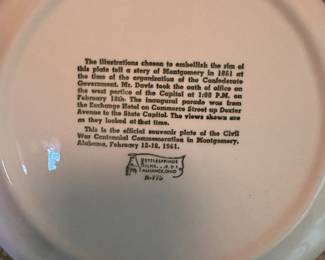 The illustrations chosen to embellish the rim of
this plate tell a story of Montgomery in 1861 at
the time of the organization of the Confederate
Government. Mr. Davis took the oath of office on
the west portico of the Capitol at 1:00 P.M. on
February 18th. The inaugural parade was from
the Exchange Hotel on Commerce Street up Dexter
Avenue to the State Capitol. The views shown are
as they looked at that time.
This is the official souvenir plate of the Civil
War Centennial Commemoration in Montgomery,
Alabama, February 12-18, 1961.
KETTLESPRINGS
KILNS
ALLIANCE, OHIO